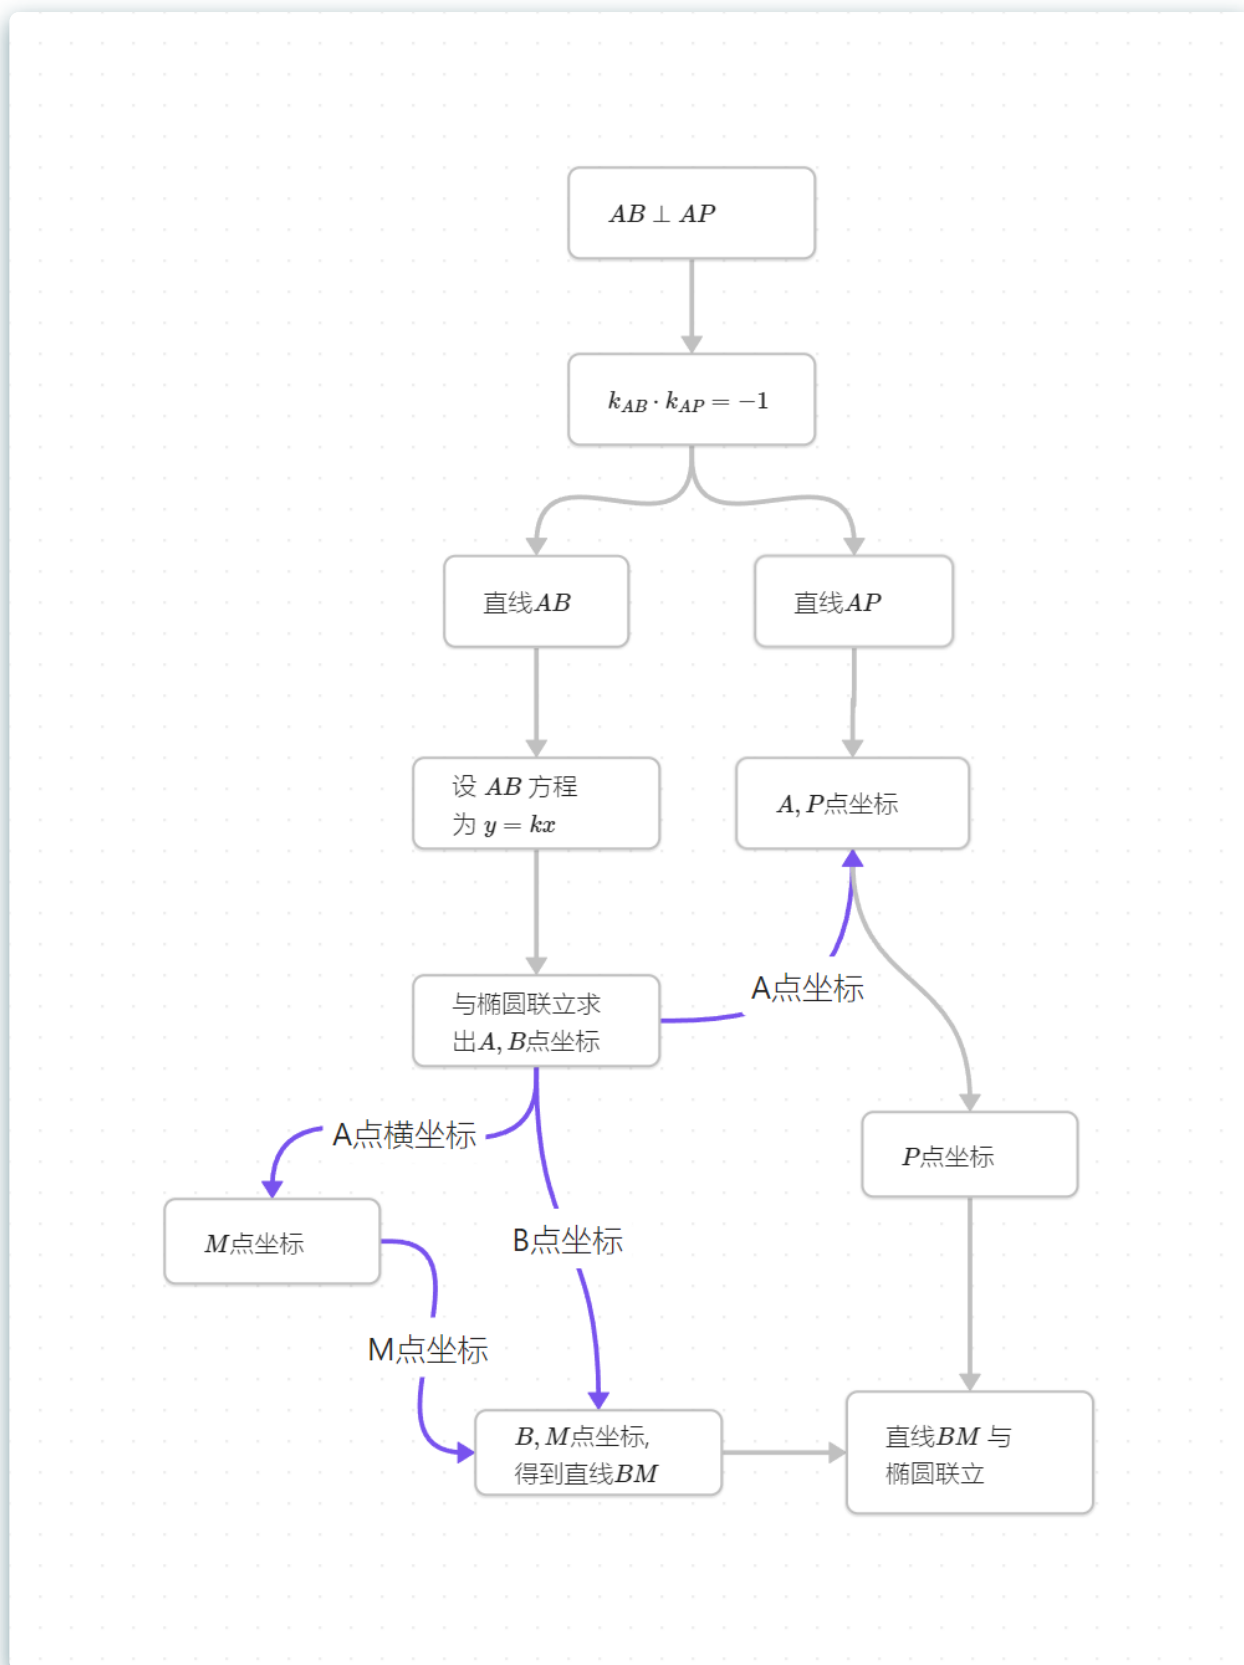 AB ⊥ AP
k_{AB} · k_{AP} = −1
直线AB
直线AP
设 AB 方程
为 y = kx
A, P点坐标
与椭圆联立求
出A, B点坐标
A点坐标
A点横坐标
P点坐标
M点坐标
B点坐标
M点坐标
B, M点坐标,
得到直线BM
直线BM 与
椭圆联立